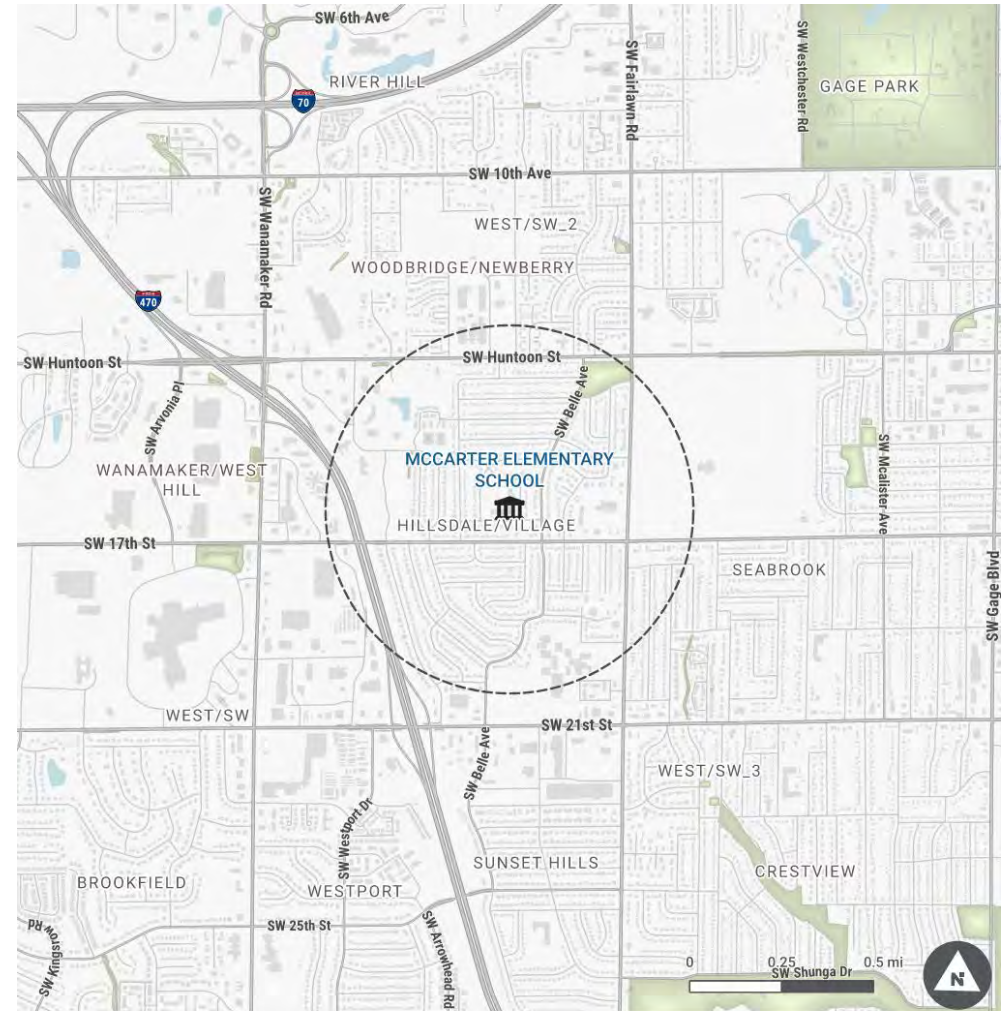 SW 6th Ave
RIVER HILL
70
SW Fairlawn Rd
SW Westchester Rd
GAGE PARK
SW 10th Ave
SW Wanamaker Rd
WEST/SW_2
WOODBRIDGE/NEWBERRY
470
SW Huntoon St
SW Huntoon St
SW Belle Ave
SW Arvonia Pl
MCCARTER ELEMENTARY
SCHOOL
WANAMAKER/WEST
HILL
HILLSDALE/VILLAGE
SW Mcalister Ave
SW 17th St
SEABROOK
SW Gage Blvd
WEST/SW
SW 21st St
SW Belle Ave
WEST/SW_3
SW Westport Dr
SUNSET HILLS
CRESTVIEW
BROOKFIELD
WESTPORT
SW 25th St
SW Kingsrow Rd
SW Arrowhead Rd
0 0.25 0.5 mi
SW Shunga Dr
N